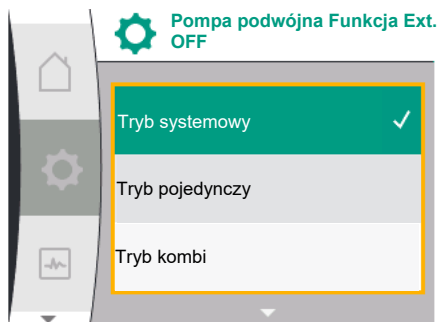 Pompa podwójna Funkcja Ext.
OFF
Tryb systemowy
Tryb pojedynczy
Tryb kombi